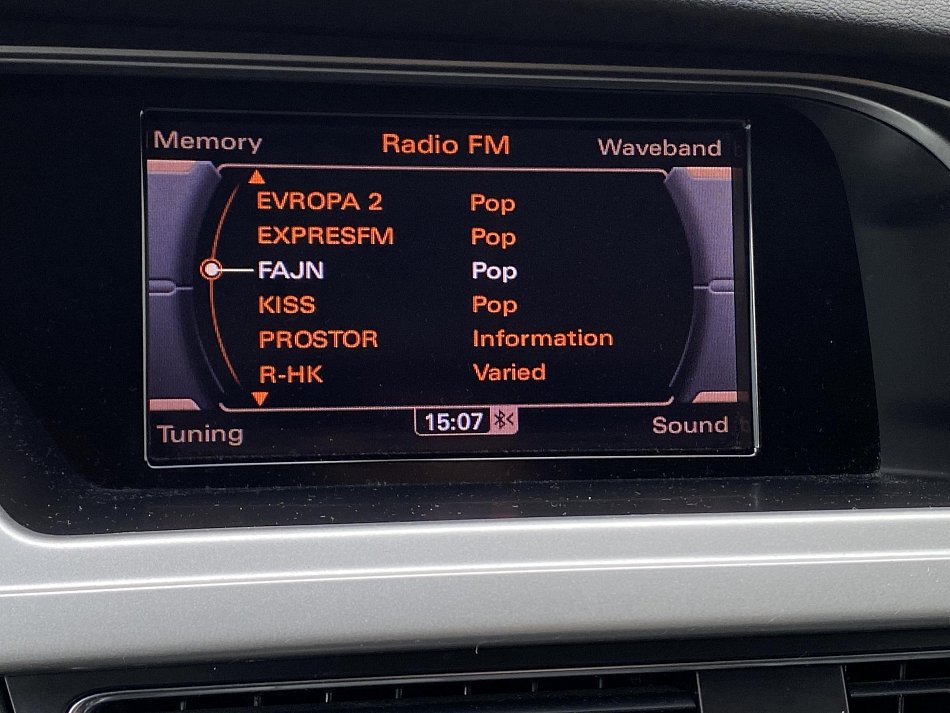 Memory Radio FM Waveband
EVROPA 2 Pop
EXPRESFM Pop
FAJN Pop
KISS Pop
PROSTOR Information
R-HK Varied
15:07
Tuning Sound